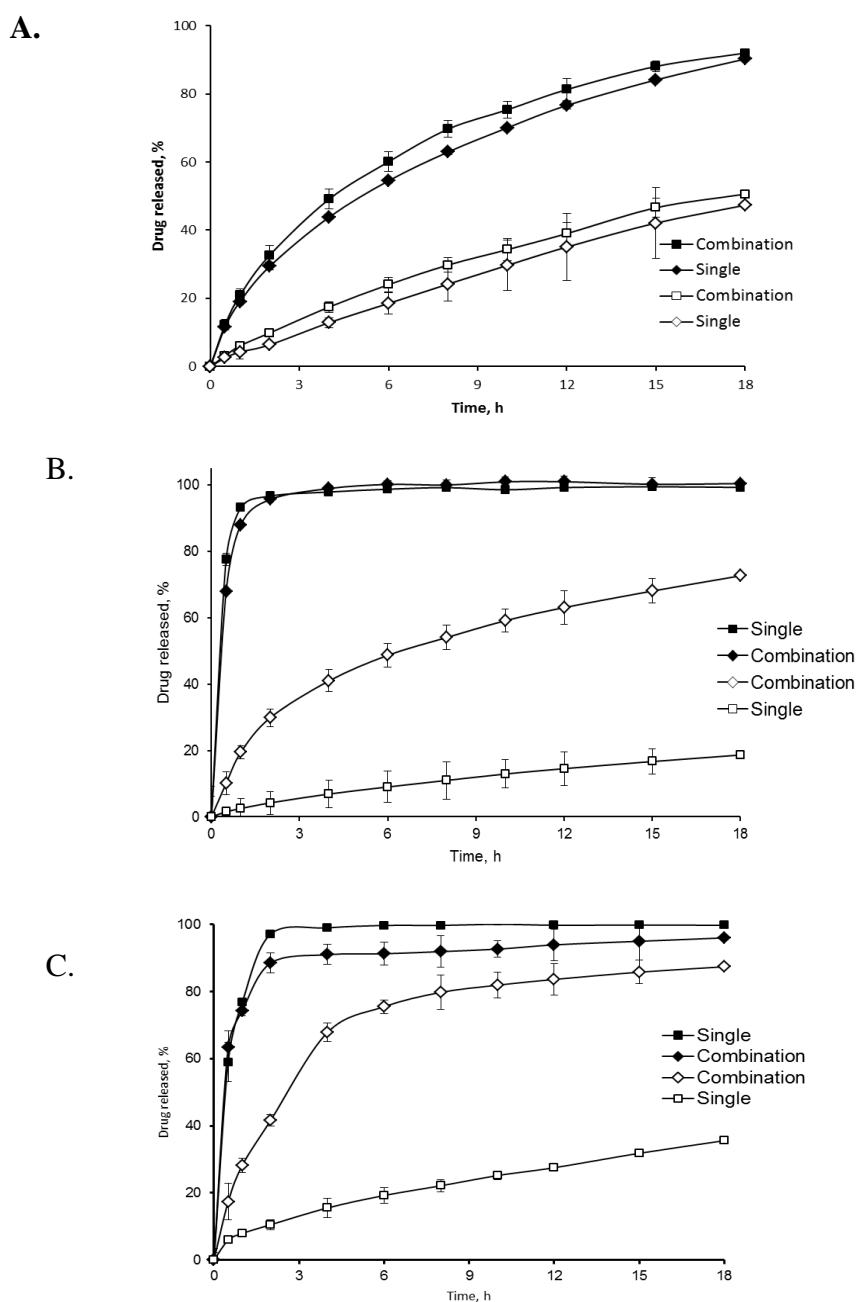 A.
100
80
60
40
20
0
Drug released, %
Combination
Single
Combination
Single
0 3 6 9 12 15 18
Time, h
B.
100
80
60
40
20
0
Drug released, %
Single
Combination
Combination
Single
0 3 6 9 12 15 18
Time, h
C.
100
80
60
40
20
0
Drug released, %
Single
Combination
Combination
Single
0 3 6 9 12 15 18
Time, h